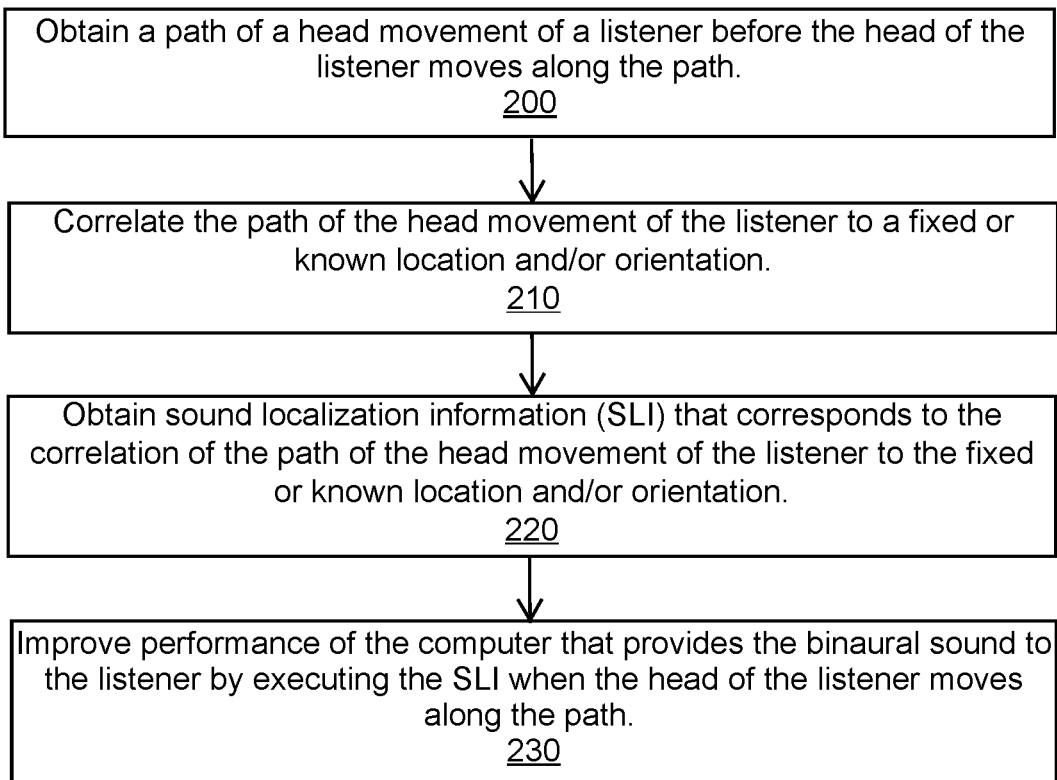 Obtain a path of a head movement of a listener before the head of the
listener moves along the path.
200
Correlate the path of the head movement of the listener to a fixed or
known location and/or orientation.
210
Obtain sound localization information (SLI) that corresponds to the
correlation of the path of the head movement of the listener to the fixed
or known location and/or orientation.
220
Improve performance of the computer that provides the binaural sound to
the listener by executing the SLI when the head of the listener moves
along the path.
230